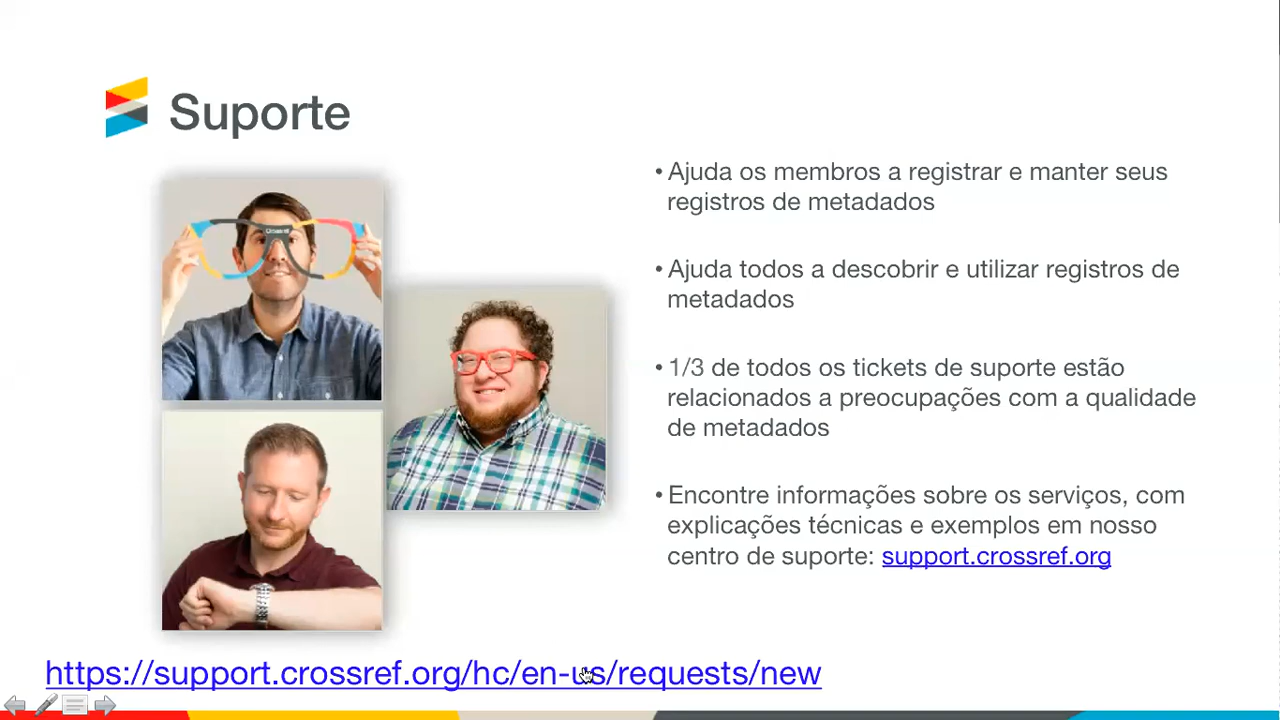 Suporte
• Ajuda os membros a registrar e manter seus
registros de metadados
• Ajuda todos a descobrir e utilizar registros de
metadados
• 1/3 de todos os tickets de suporte estão
relacionados a preocupações com a qualidade
de metadados
• Encontre informações sobre os serviços, com
explicações técnicas e exemplos em nosso
centro de suporte: support.crossref.org
https://support.crossref.org/hc/en-us/requests/new